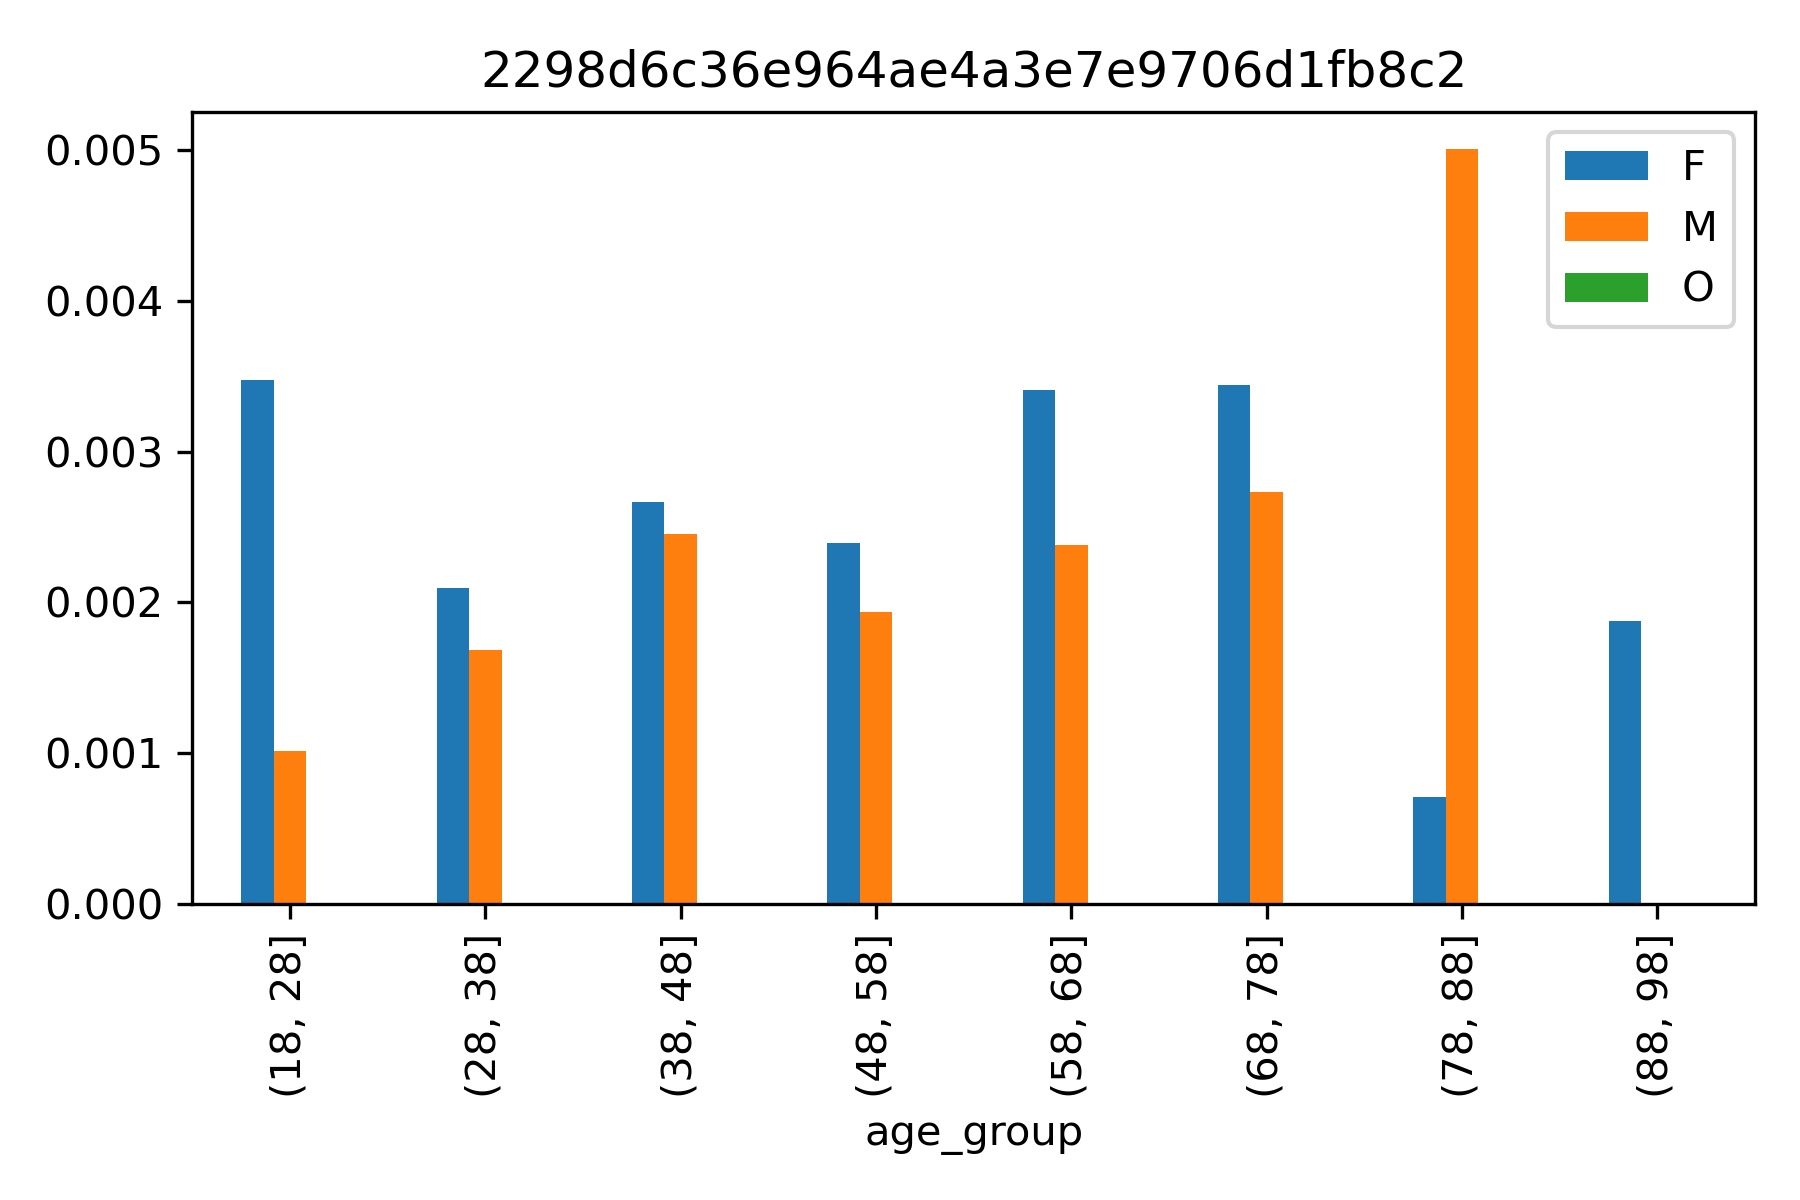 2298d6c36e964ae4a3e7e9706d1fb8c2
0.005
0.004
0.003
0.002
0.001
0.000
F
M
O
(18, 28]
(28, 38]
(38, 48]
(48, 58]
(58, 68]
(68, 78]
(78, 88]
(88, 98]
age_group